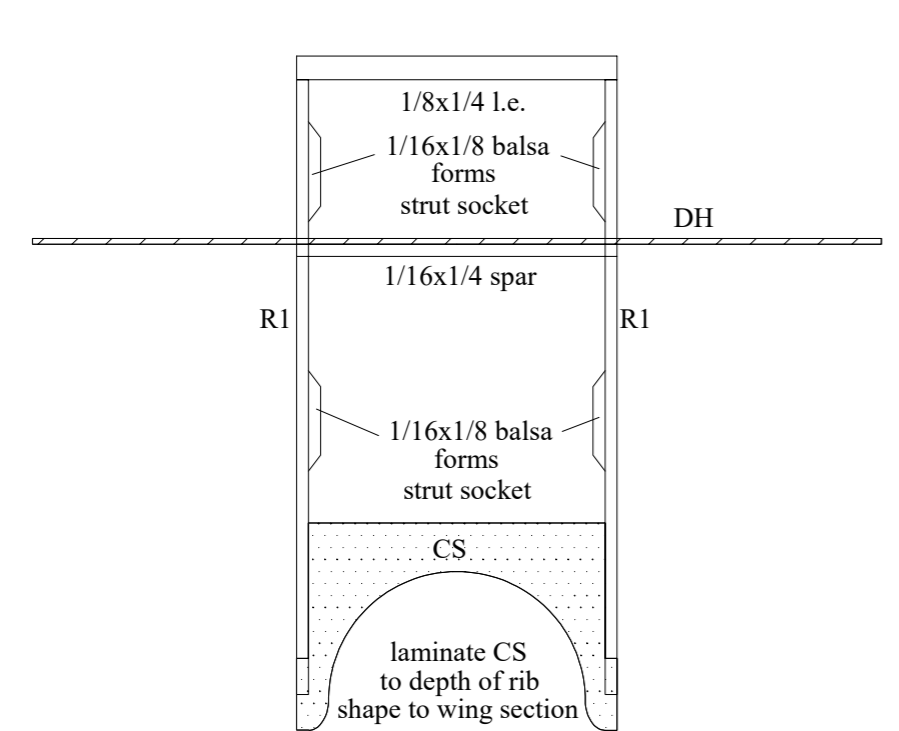 1/8x1/4 l.e.
1/16x1/8 balsa
forms
strut socket
DH
1/16x1/4 spar
R1
R1
1/16x1/8 balsa
forms
strut socket
CS
laminate CS
to depth of rib
shape to wing section